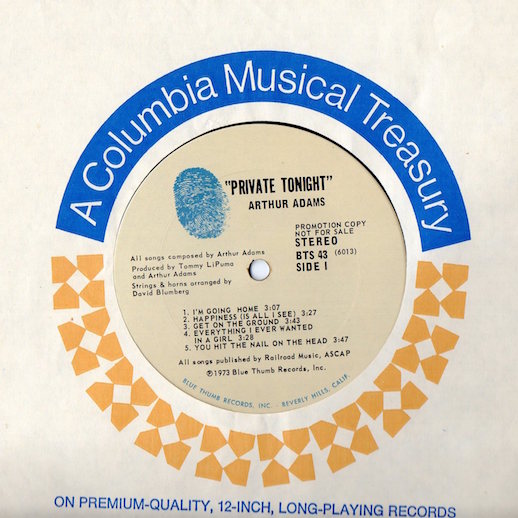 A Columbia Musical Treasury
"PRIVATE TONIGHT"
ARTHUR ADAMS
PROMOTION COPY
NOT FOR SALE
STEREO
BTS 43 (6013)
SIDE I
All songs composed by Arthur Adams
Produced by Tommy LiPuma
and Arthur Adams
Strings & horns arranged by
David Blumberg
1. I'M GOING HOME 3:07
2. HAPPINESS (IS ALL I SEE) 3:27
3. GET ON THE GROUND 3:43
4. EVERYTHING I EVER WANTED
IN A GIRL 3:28
5. YOU HIT THE NAIL ON THE HEAD 3:47
All songs published by Railroad Music, ASCAP
℗1973 Blue Thumb Records, Inc.
BLUE THUMB RECORDS, INC. - BEVERLY HILLS, CALIF.
ON PREMIUM-QUALITY, 12-INCH, LONG-PLAYING RECORDS